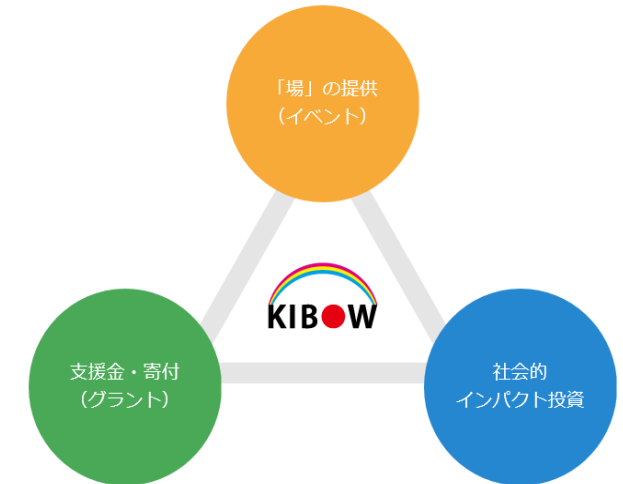 「場」の提供
（イベント）
KIBOW
支援金・寄付
（グラント）
社会的
インパクト投資